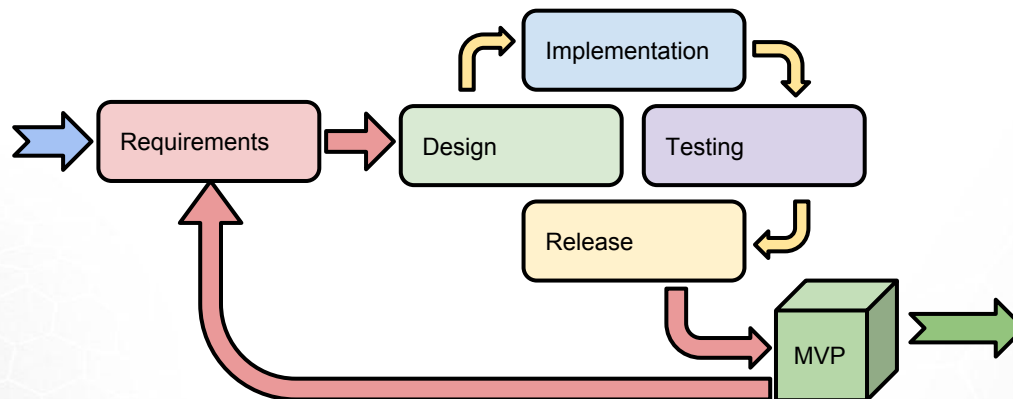 Implementation
Requirements
Design
Testing
Release
MVP